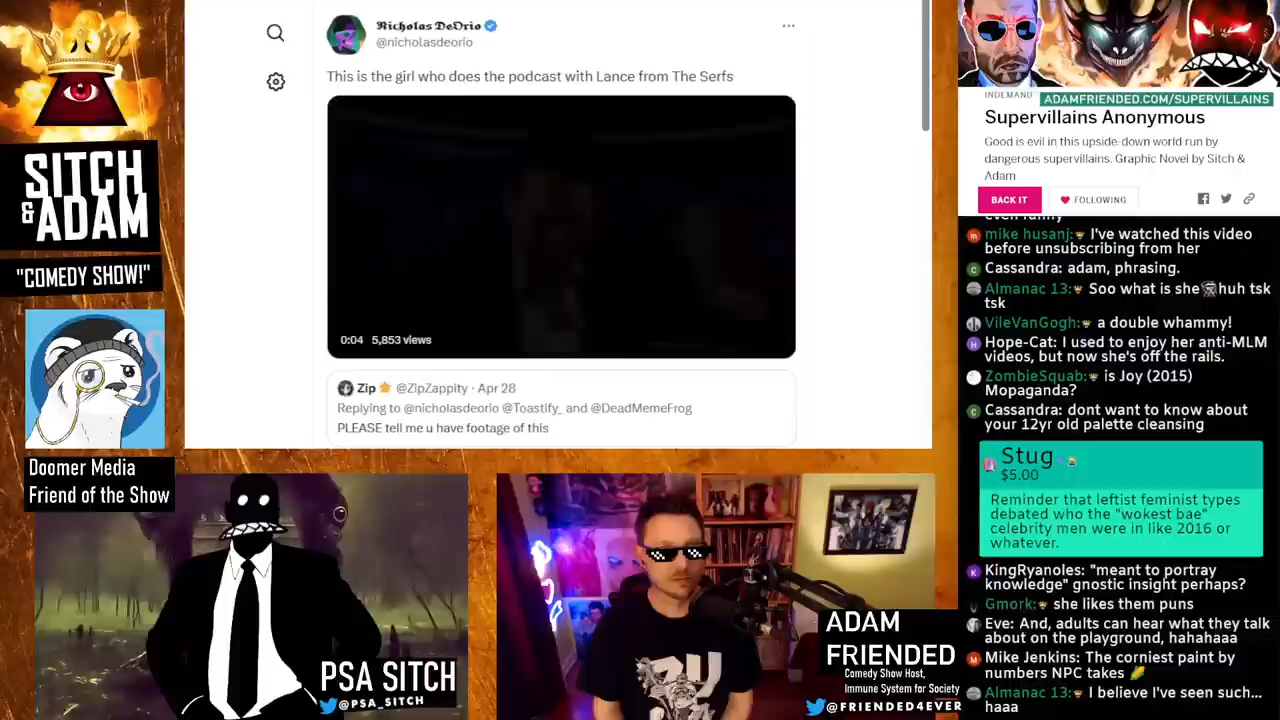 SITCH
& ADAM
"COMEDY SHOW!"
Doomer Media
Friend of the Show
Nicholas DeOrio
@nicholasdeorio
This is the girl who does the podcast with Lance from The Serfs
0:04 5,853 views
Zip @ZipZappity · Apr 28
Replying to @nicholasdeorio @Toastify_ and @DeadMemeFrog
PLEASE tell me u have footage of this
PSA SITCH
@PSA_SITCH
ADAM
FRIENDED
Comedy Show Host,
Immune System for Society
@FRIENDED4EVER
INDEMAND
ADAMFRIENDED.COM/SUPERVILLAINS
Supervillains Anonymous
Good is evil in this upside-down world run by
dangerous supervillains. Graphic Novel by Sitch &
Adam
BACK IT
FOLLOWING
even funny
mike husanj: I've watched this video
before unsubscribing from her
Cassandra: adam, phrasing.
Almanac 13: Soo what is she huh tsk
tsk
VileVanGogh: a double whammy!
Hope-Cat: I used to enjoy her anti-MLM
videos, but now she's off the rails.
ZombieSquab: is Joy (2015)
Mopaganda?
Cassandra: dont want to know about
your 12yr old palette cleansing
Stug
$5.00
Reminder that leftist feminist types
debated who the "wokest bae"
celebrity men were in like 2016 or
whatever.
KingRyanoles: "meant to portray
knowledge" gnostic insight perhaps?
Gmork: she likes them puns
Eve: And, adults can hear what they talk
about on the playground, hahahaaa
Mike Jenkins: The corniest paint by
numbers NPC takes
Almanac 13: I believe I've seen such...
haaa